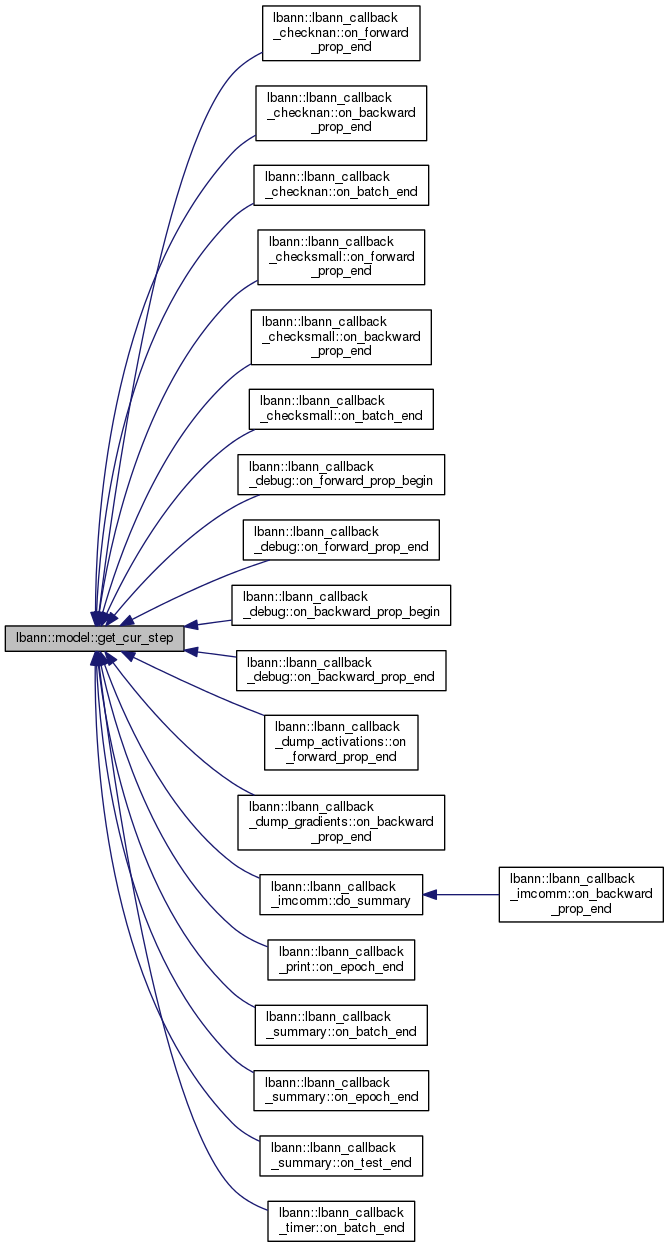 lbann::lbann_callback
_checknan::on_forward
_prop_end
lbann::lbann_callback
_checknan::on_backward
_prop_end
lbann::lbann_callback
_checknan::on_batch_end
lbann::lbann_callback
_checksmall::on_forward
_prop_end
lbann::lbann_callback
_checksmall::on_backward
_prop_end
lbann::lbann_callback
_checksmall::on_batch_end
lbann::lbann_callback
_debug::on_forward_prop_begin
lbann::lbann_callback
_debug::on_forward_prop_end
lbann::lbann_callback
_debug::on_backward_prop_begin
lbann::model::get_cur_step
lbann::lbann_callback
_debug::on_backward_prop_end
lbann::lbann_callback
_dump_activations::on
_forward_prop_end
lbann::lbann_callback
_dump_gradients::on_backward
_prop_end
lbann::lbann_callback
_imcomm::do_summary
lbann::lbann_callback
_imcomm::on_backward
_prop_end
lbann::lbann_callback
_print::on_epoch_end
lbann::lbann_callback
_summary::on_batch_end
lbann::lbann_callback
_summary::on_epoch_end
lbann::lbann_callback
_summary::on_test_end
lbann::lbann_callback
_timer::on_batch_end